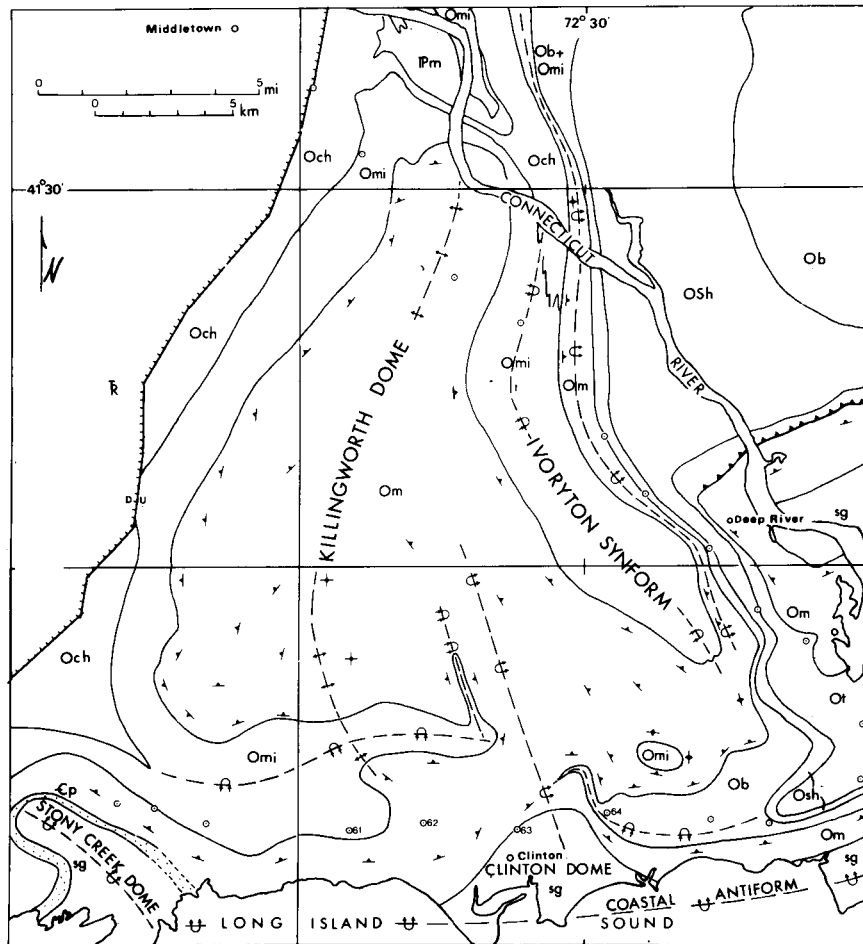 72° 30'
Middletown
Omi
Ob+
Omi
ℙm
0 5 mi
0 5 km
Och
Omi
Och
41° 30'
N
CONNECTICUT
RIVER
Ob
OSh
Och
Omi
Om
KILLINGWORTH DOME
IVORYTON SYNFORM
Om
D U
sg
Deep River
Om
Och
Ot
Omi
Omi
Ob
Osh
Єp
61
62
63
64
Om
STONY CREEK DOME
sg
Clinton
CLINTON DOME
sg
sg
COASTAL ANTIFORM
LONG ISLAND SOUND